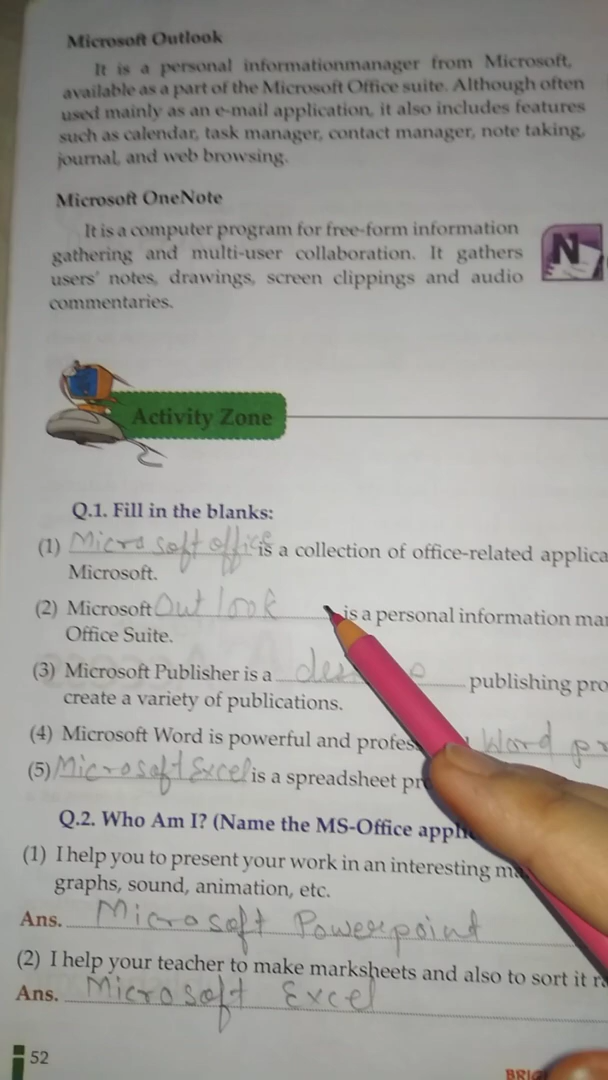 Microsoft Outlook
It is a personal informationmanager from Microsoft,
available as a part of the Microsoft Office suite. Although often
used mainly as an e-mail application, it also includes features
such as calendar, task manager, contact manager, note taking,
journal, and web browsing.
Microsoft OneNote
It is a computer program for free-form information
gathering and multi-user collaboration. It gathers
users' notes, drawings, screen clippings and audio
commentaries.
N
Activity Zone
Q.1. Fill in the blanks:
(1) Microsoft office is a collection of office-related applica
Microsoft.
(2) Microsoft Outlook is a personal information ma
Office Suite.
(3) Microsoft Publisher is a publishing pro
create a variety of publications.
(4) Microsoft Word is powerful and profes Word pr
(5) Microsoft Excel is a spreadsheet pr
Q.2. Who Am I? (Name the MS-Office appl
(1) I help you to present your work in an interesting ma
graphs, sound, animation, etc.
Ans. Microsoft Powerpoint
(2) I help your teacher to make marksheets and also to sort it r
Ans. Microsoft Excel
52